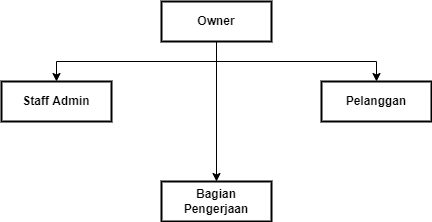 Owner
Staff Admin
Pelanggan
Bagian
Pengerjaan